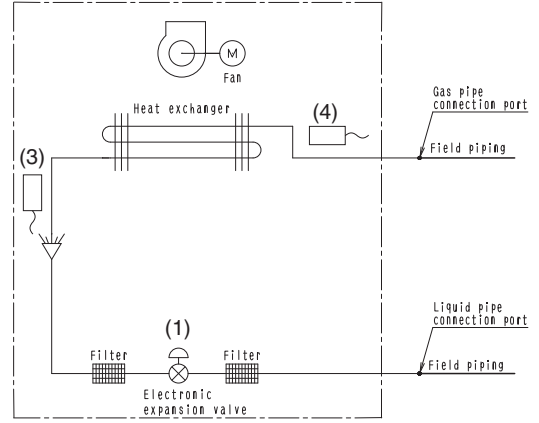 M
Fan
Heat exchanger
(4)
Gas pipe
connection port
Field piping
(3)
(1)
Liquid pipe
connection port
Filter
Filter
Field piping
Electronic
expansion valve